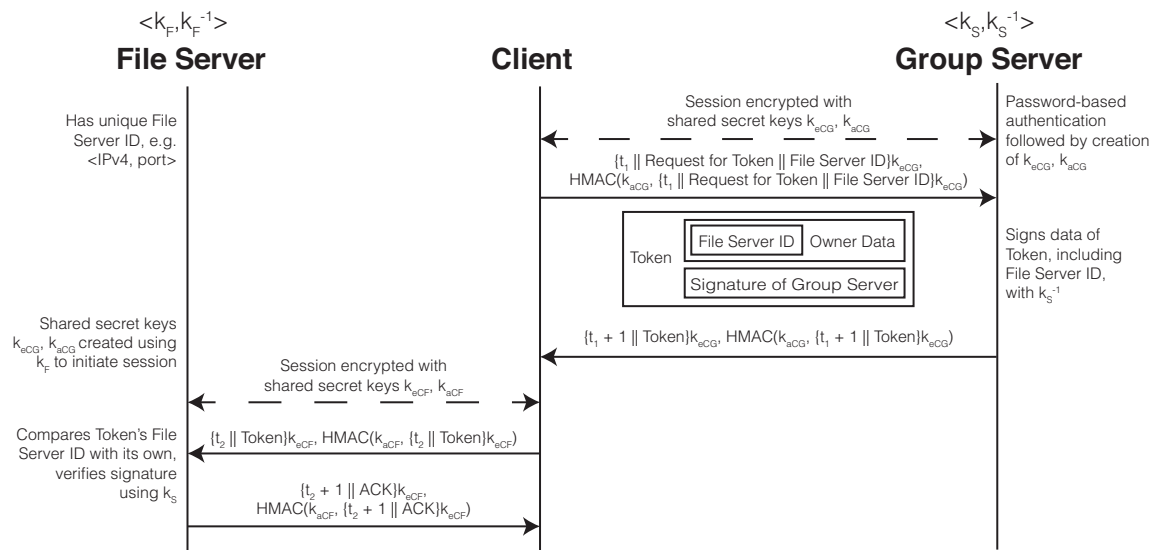 <k_F, k_F^-1>
<k_S, k_S^-1>
File Server
Client
Group Server
Has unique File
Server ID, e.g.
<IPv4, port>
Session encrypted with
shared secret keys k_eCG, k_aCG
Password-based
authentication
followed by creation
of k_eCG, k_aCG
{t_1 || Request for Token || File Server ID}k_eCG,
HMAC(k_aCG, {t_1 || Request for Token || File Server ID}k_eCG)
Token
File Server ID
Owner Data
Signature of Group Server
Signs data of
Token, including
File Server ID,
with k_S^-1
{t_1 + 1 || Token}k_eCG, HMAC(k_aCG, {t_1 + 1 || Token}k_eCG)
Shared secret keys
k_eCG, k_aCG created using
k_F to initiate session
Session encrypted with
shared secret keys k_eCF, k_aCF
Compares Token's File
Server ID with its own,
verifies signature
using k_S
{t_2 || Token}k_eCF, HMAC(k_aCF, {t_2 || Token}k_eCF)
{t_2 + 1 || ACK}k_eCF,
HMAC(k_aCF, {t_2 + 1 || ACK}k_eCF)